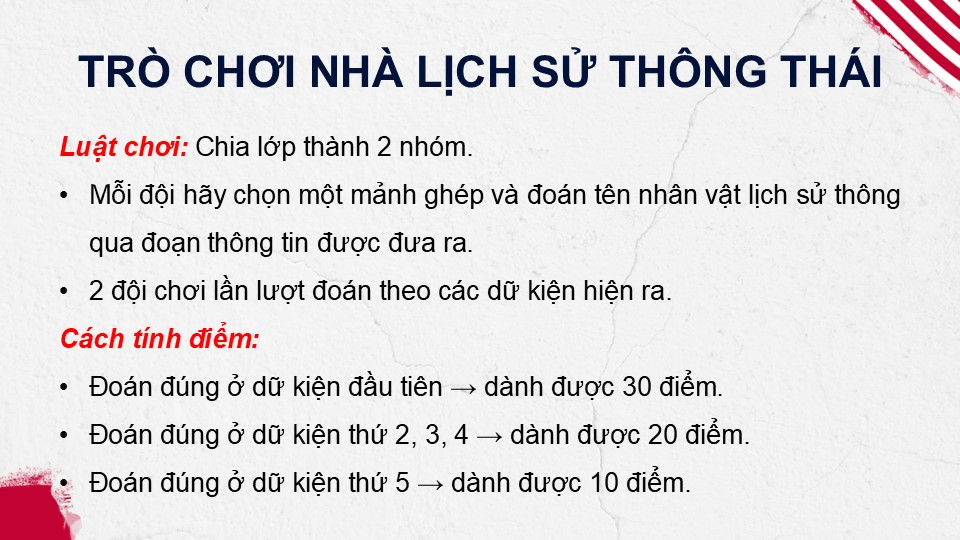 TRÒ CHƠI NHÀ LỊCH SỬ THÔNG THÁI
Luật chơi: Chia lớp thành 2 nhóm.
• Mỗi đội hãy chọn một mảnh ghép và đoán tên nhân vật lịch sử thông
qua đoạn thông tin được đưa ra.
• 2 đội chơi lần lượt đoán theo các dữ kiện hiện ra.
Cách tính điểm:
• Đoán đúng ở dữ kiện đầu tiên → dành được 30 điểm.
• Đoán đúng ở dữ kiện thứ 2, 3, 4 → dành được 20 điểm.
• Đoán đúng ở dữ kiện thứ 5 → dành được 10 điểm.